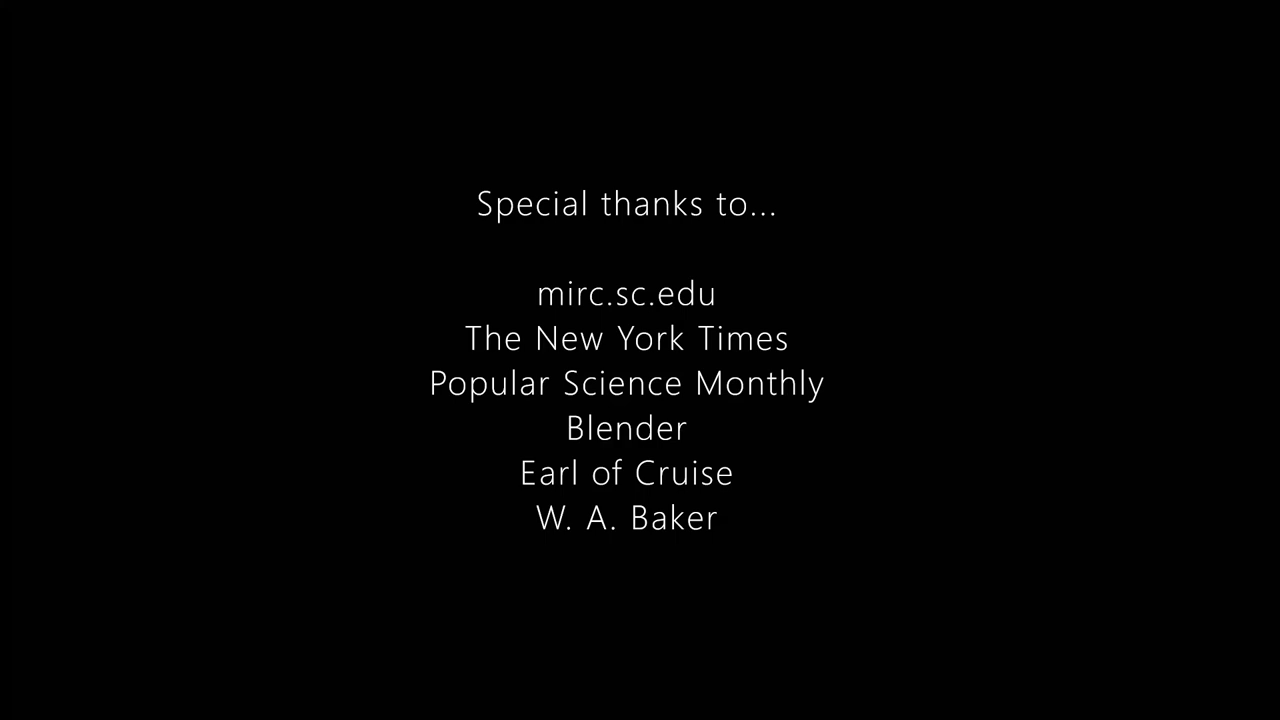 Special thanks to...
mirc.sc.edu
The New York Times
Popular Science Monthly
Blender
Earl of Cruise
W. A. Baker